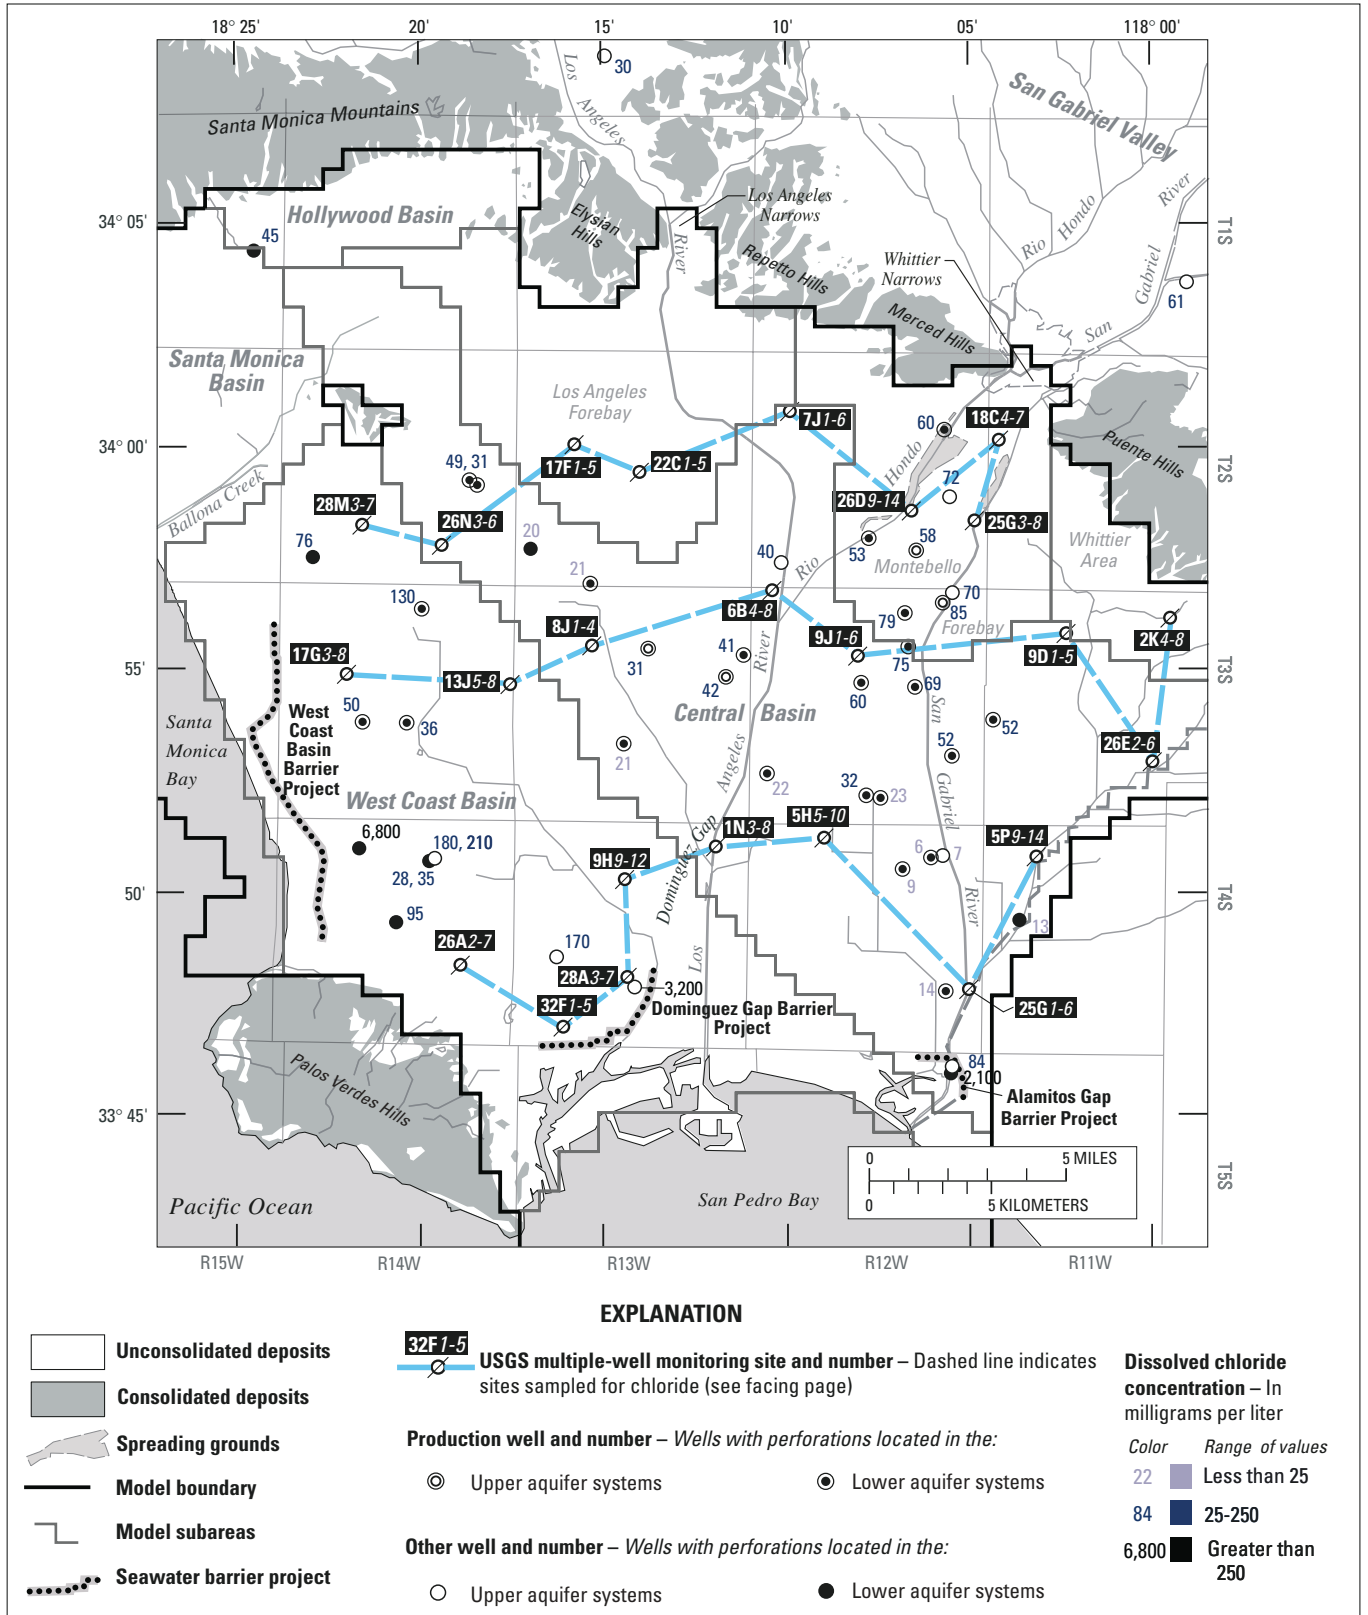 18° 25'
20'
15'
10'
05'
118° 00'
30
Los
Angeles
River
San Gabriel Valley
Santa Monica Mountains
Los Angeles
Narrows
Hollywood Basin
Elysian
Hills
34° 05'
T1S
45
Repetto Hills
Whittier
Narrows
Rio
Hondo
Gabriel
River
61
San
Merced Hills
Santa Monica
Basin
Los Angeles
Forebay
7J1-6
60
18C4-7
34° 00'
Puente Hills
T2S
49, 31
17F1-5
22C1-5
Hondo
72
Ballona Creek
28M3-7
26N3-6
26D9-14
25G3-8
76
20
53
58
Whittier
Area
40
Rio
Montebello
21
70
130
6B4-8
79
85
8J1-4
Forebay
41
River
9J1-6
2K4-8
17G3-8
31
75
9D1-5
55'
13J5-8
42
60
69
T3S
50
36
San
52
Santa
Monica
Bay
West
Coast
Basin
Barrier
Project
Central Basin
21
Angeles
52
26E2-6
22
32
23
Gabriel
West Coast Basin
1N3-8
5H5-10
6,800
180, 210
5P9-14
6
7
28, 35
9H9-12
Dominguez Gap
9
50'
T4S
95
River
13
26A2-7
170
Los
28A3-7
3,200
14
32F1-5
Dominguez Gap Barrier
Project
25G1-6
84
2,100
Palos Verdes Hills
Alamitos Gap
Barrier Project
33° 45'
0
5 MILES
T5S
0
5 KILOMETERS
Pacific Ocean
San Pedro Bay
R15W
R14W
R13W
R12W
R11W
EXPLANATION
Unconsolidated deposits
Consolidated deposits
Spreading grounds
Model boundary
Model subareas
Seawater barrier project
32F1-5
USGS multiple-well monitoring site and number – Dashed line indicates
sites sampled for chloride (see facing page)
Production well and number – Wells with perforations located in the:
Upper aquifer systems
Lower aquifer systems
Other well and number – Wells with perforations located in the:
Upper aquifer systems
Lower aquifer systems
Dissolved chloride
concentration – In
milligrams per liter
Color
Range of values
22
Less than 25
84
25-250
6,800
Greater than
250